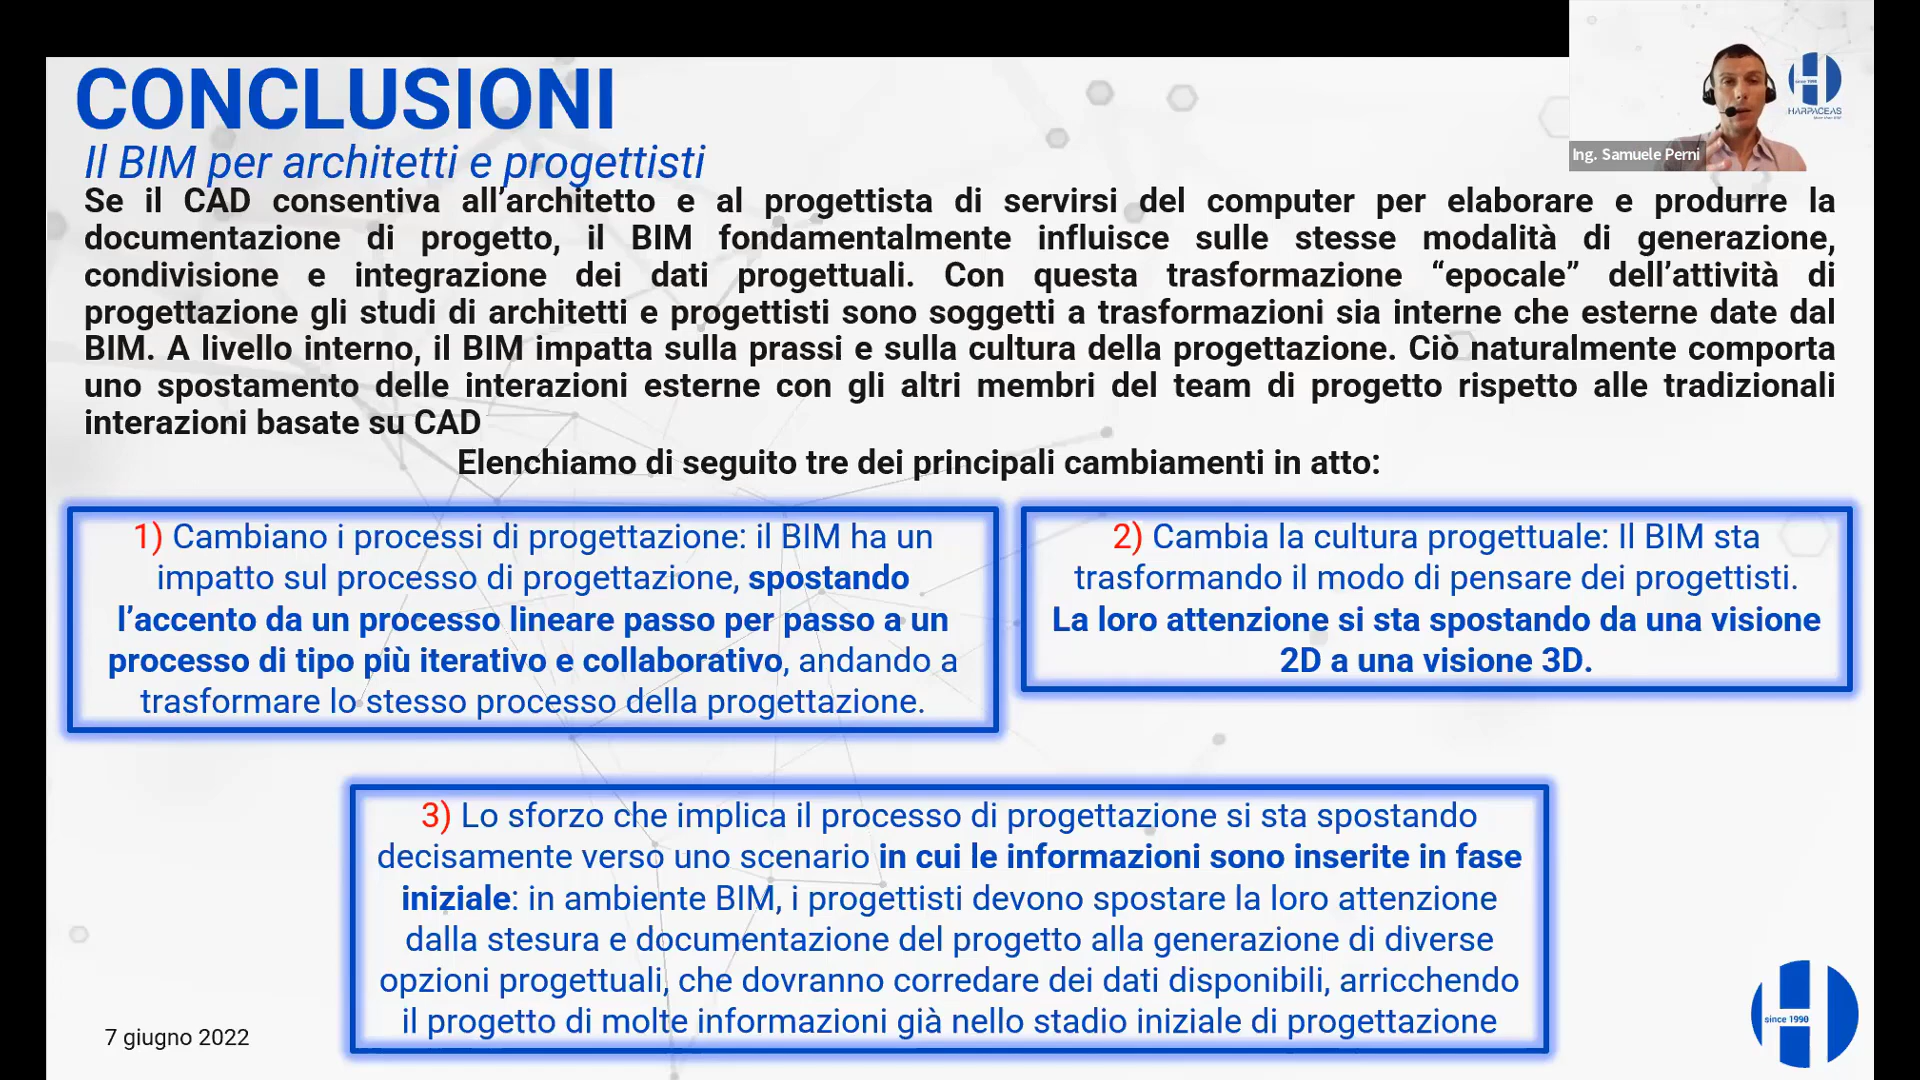 CONCLUSIONI
Il BIM per architetti e progettisti
HARPACEAS
Ing. Samuele Perni
Se il CAD consentiva all’architetto e al progettista di servirsi del computer per elaborare e produrre la
documentazione di progetto, il BIM fondamentalmente influisce sulle stesse modalità di generazione,
condivisione e integrazione dei dati progettuali. Con questa trasformazione “epocale” dell’attività di
progettazione gli studi di architetti e progettisti sono soggetti a trasformazioni sia interne che esterne date dal
BIM. A livello interno, il BIM impatta sulla prassi e sulla cultura della progettazione. Ciò naturalmente comporta
uno spostamento delle interazioni esterne con gli altri membri del team di progetto rispetto alle tradizionali
interazioni basate su CAD
Elenchiamo di seguito tre dei principali cambiamenti in atto:
1) Cambiano i processi di progettazione: il BIM ha un
impatto sul processo di progettazione, spostando
l’accento da un processo lineare passo per passo a un
processo di tipo più iterativo e collaborativo, andando a
trasformare lo stesso processo della progettazione.
2) Cambia la cultura progettuale: Il BIM sta
trasformando il modo di pensare dei progettisti.
La loro attenzione si sta spostando da una visione
2D a una visione 3D.
3) Lo sforzo che implica il processo di progettazione si sta spostando
decisamente verso uno scenario in cui le informazioni sono inserite in fase
iniziale: in ambiente BIM, i progettisti devono spostare la loro attenzione
dalla stesura e documentazione del progetto alla generazione di diverse
opzioni progettuali, che dovranno corredare dei dati disponibili, arricchendo
il progetto di molte informazioni già nello stadio iniziale di progettazione
7 giugno 2022
since 1990